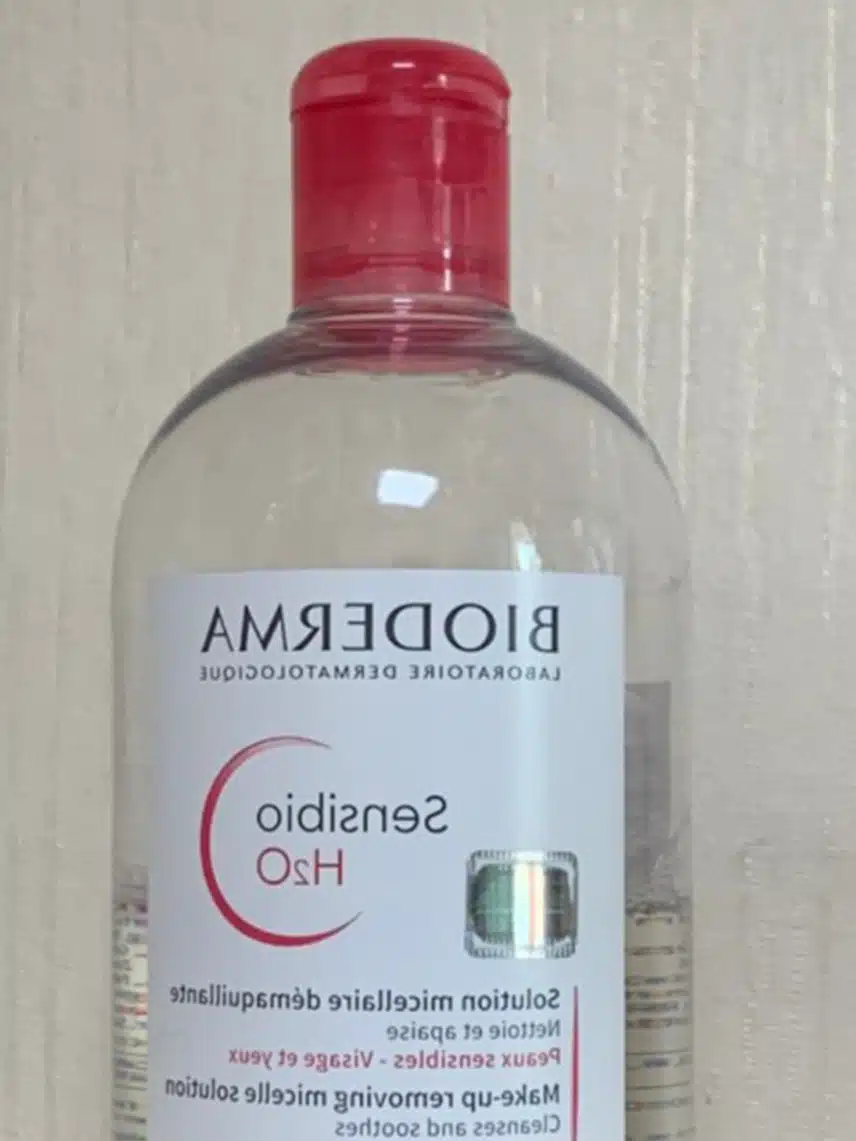 BIODERMA
LABORATOIRE DERMATOLOGIQUE
Sensibio
H2O
Solution micellaire démaquillante
Nettoie et apaise
Peaux sensibles - Visage et yeux
Make-up removing micelle solution
Cleanses and soothes